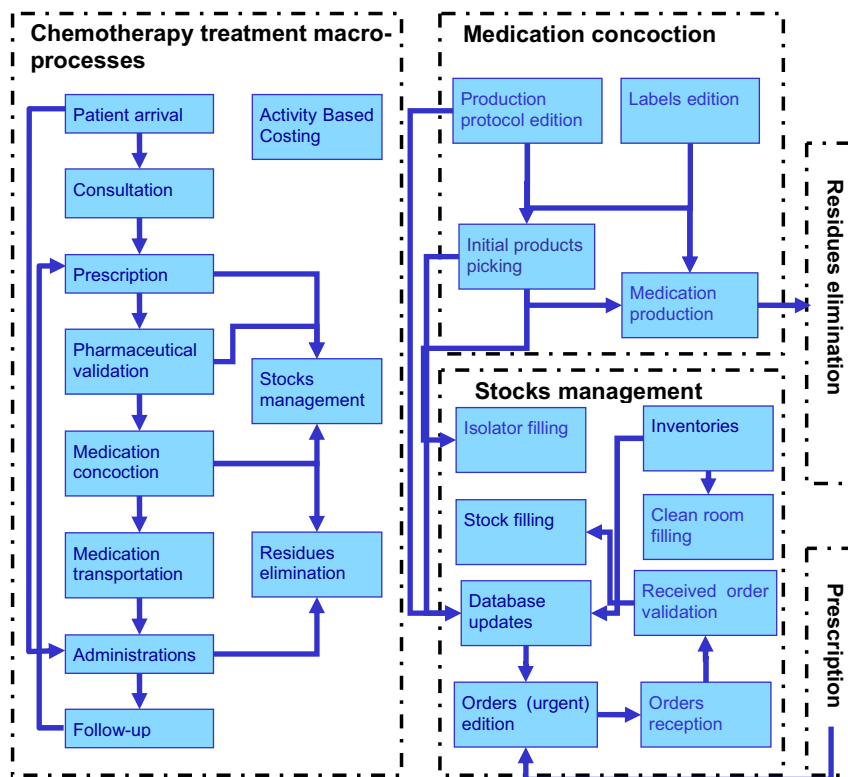 Chemotherapy treatment macro-
processes
Patient arrival
Activity Based
Costing
Consultation
Prescription
Pharmaceutical
validation
Stocks
management
Medication
concoction
Medication
transportation
Residues
elimination
Administrations
Follow-up
Medication concoction
Production
protocol edition
Labels edition
Initial products
picking
Medication
production
Residues elimination
Stocks management
Isolator filling
Inventories
Stock filling
Clean room
filling
Database
updates
Received order
validation
Orders (urgent)
edition
Orders
reception
Prescription